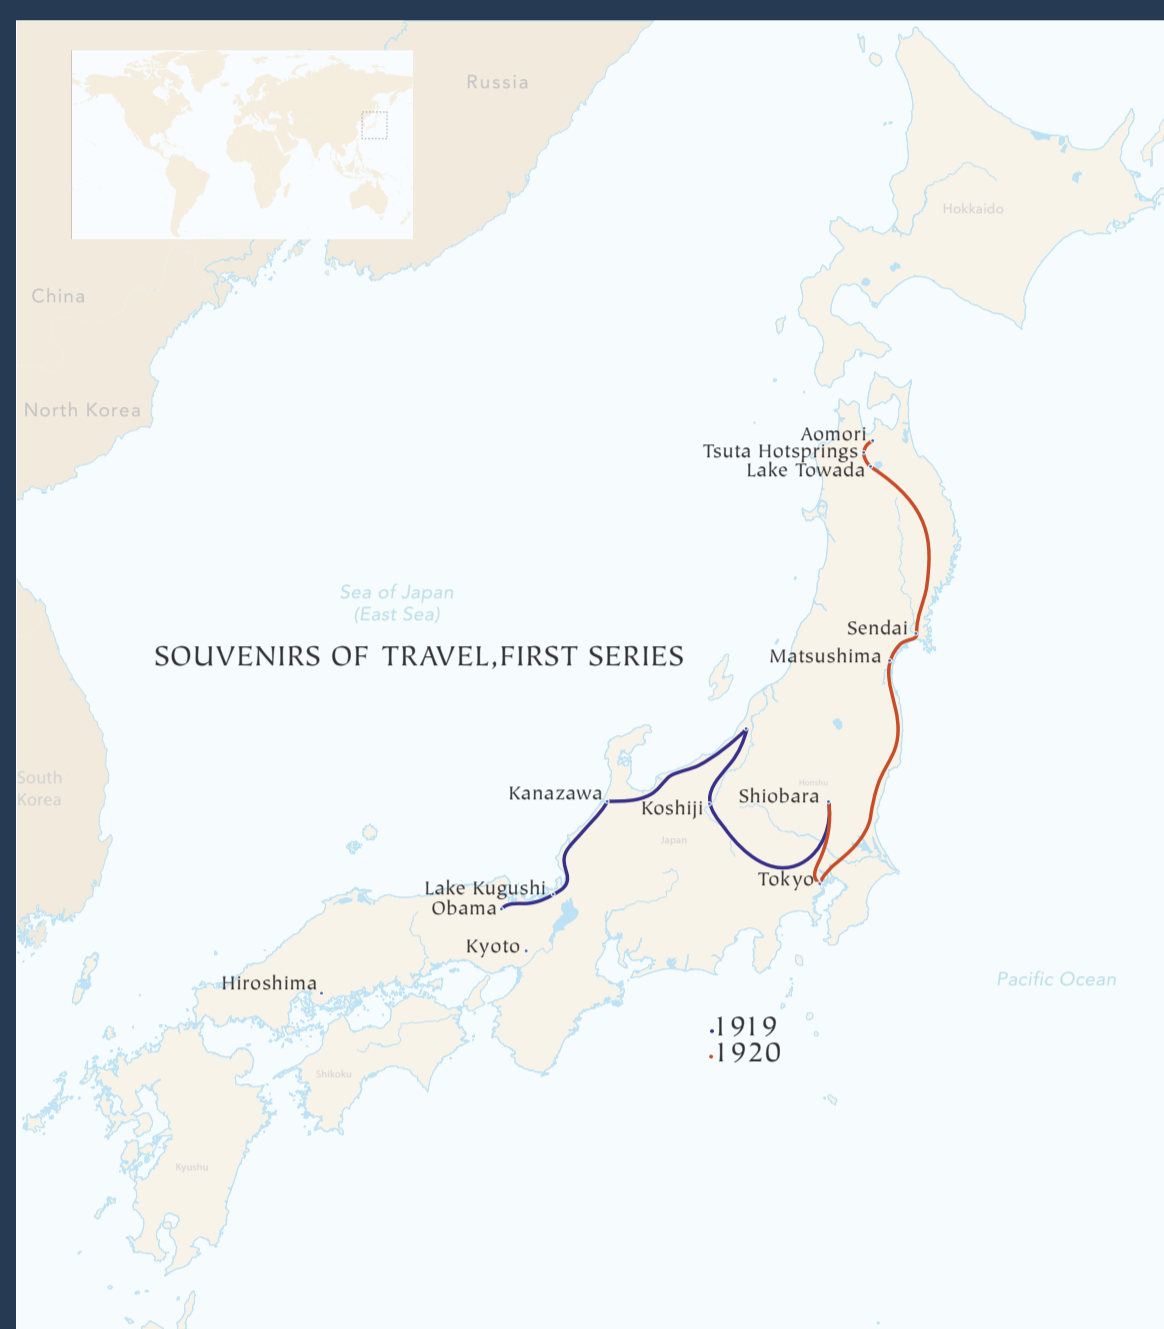 Russia
Hokkaido
China
North Korea
Aomori
Tsuta Hotsprings
Lake Towada
Sea of Japan
(East Sea)
Sendai
SOUVENIRS OF TRAVEL,FIRST SERIES
Matsushima
South
Korea
Honshu
Kanazawa
Shiobara
Koshiji
Japan
Tokyo
Lake Kugushi
Obama
Kyoto
Hiroshima
Pacific Ocean
1919
1920
Shikoku
Kyushu